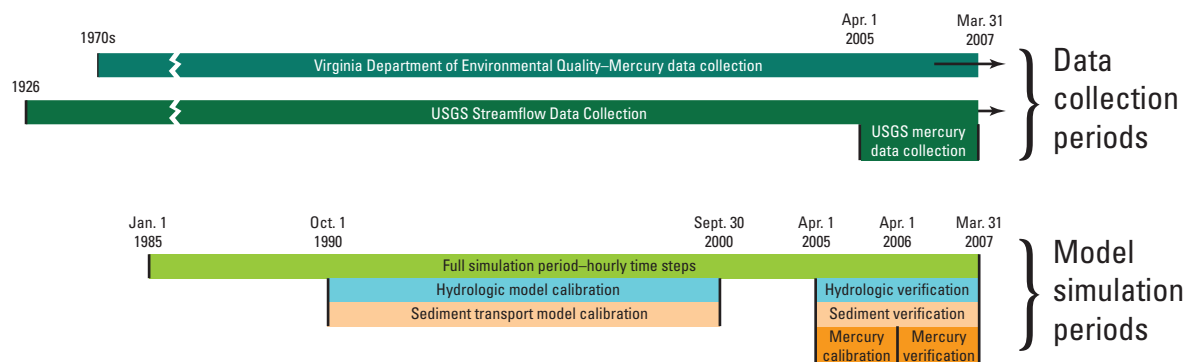 Apr. 1
2005
Mar. 31
2007
1970s
Virginia Department of Environmental Quality–Mercury data collection
1926
USGS Streamflow Data Collection
USGS mercury
data collection
Data
collection
periods
Jan. 1
1985
Oct. 1
1990
Sept. 30
2000
Apr. 1
2005
Apr. 1
2006
Mar. 31
2007
Full simulation period–hourly time steps
Hydrologic model calibration
Hydrologic verification
Sediment transport model calibration
Sediment verification
Mercury
calibration
Mercury
verification
Model
simulation
periods